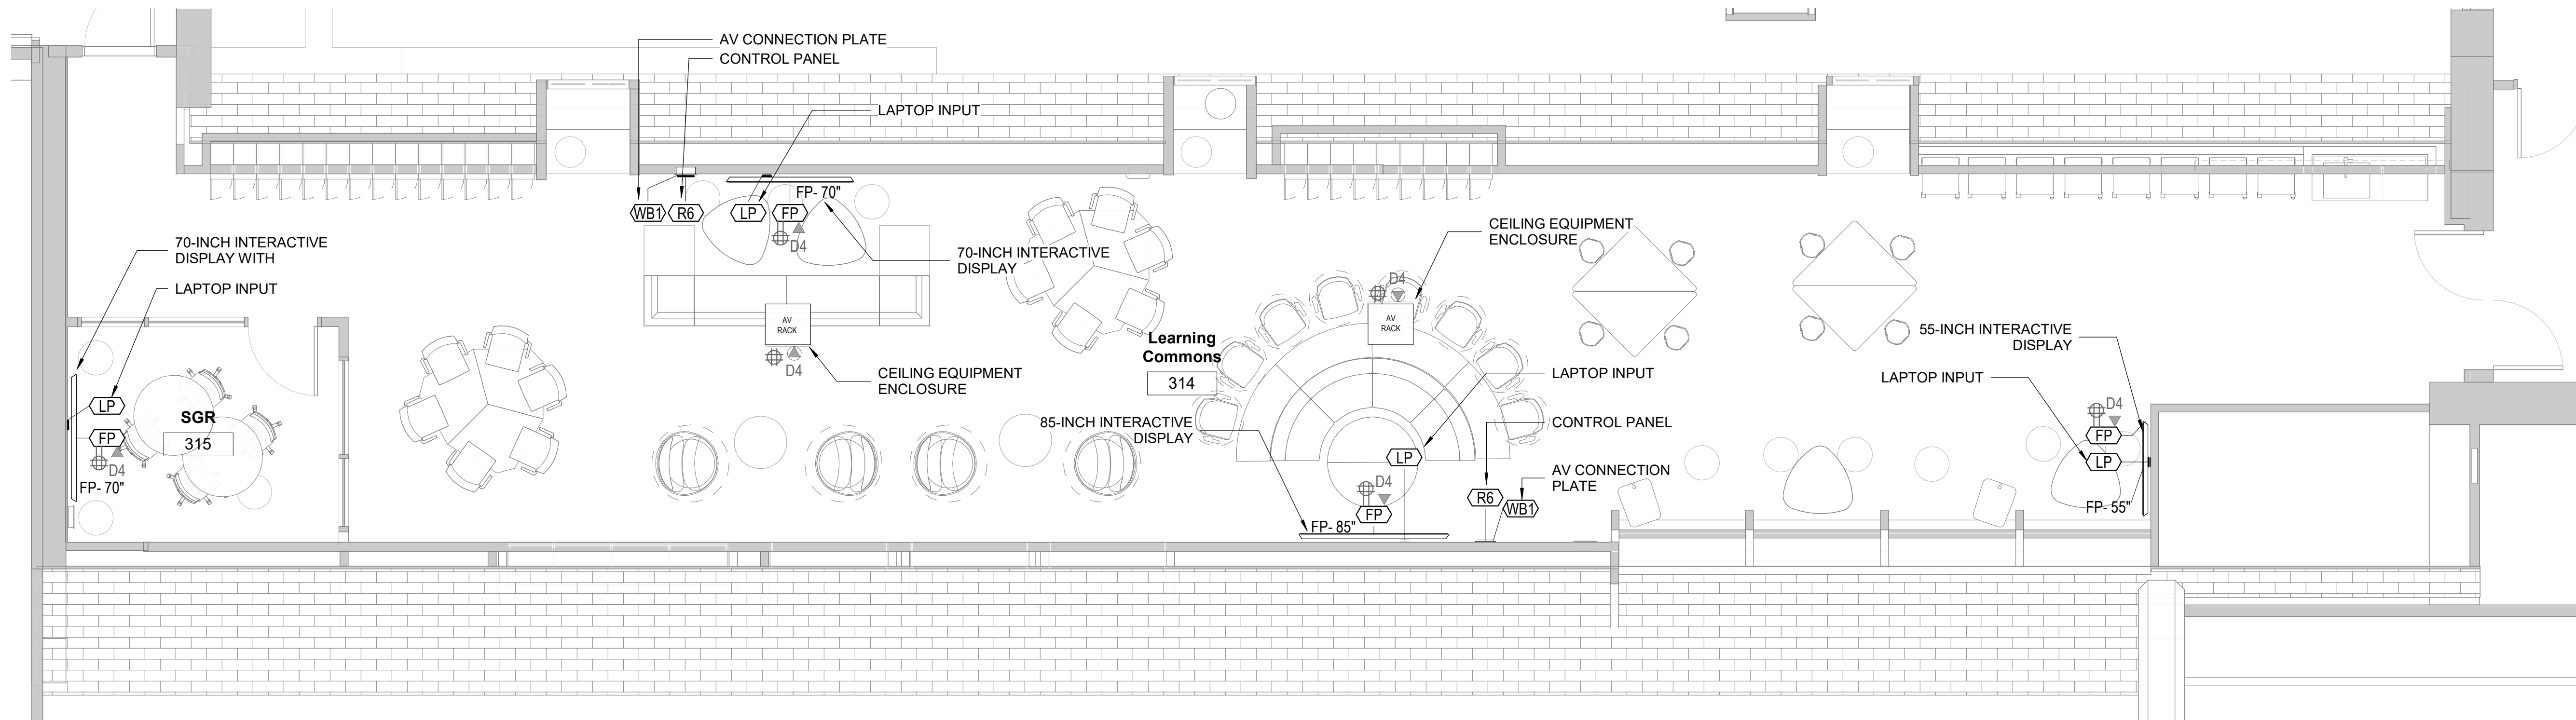 AV CONNECTION PLATE
CONTROL PANEL
LAPTOP INPUT
WB1
R6
LP
FP
FP- 70"
D4
70-INCH INTERACTIVE
DISPLAY
70-INCH INTERACTIVE
DISPLAY WITH
LAPTOP INPUT
LP
FP
D4
FP- 70"
SGR
315
AV
RACK
D4
CEILING EQUIPMENT
ENCLOSURE
CEILING EQUIPMENT
ENCLOSURE
D4
AV
RACK
Learning
Commons
314
85-INCH INTERACTIVE
DISPLAY
LAPTOP INPUT
CONTROL PANEL
AV CONNECTION
PLATE
LP
D4
FP
FP- 85"
R6
WB1
55-INCH INTERACTIVE
DISPLAY
LAPTOP INPUT
D4
FP
LP
FP- 55"